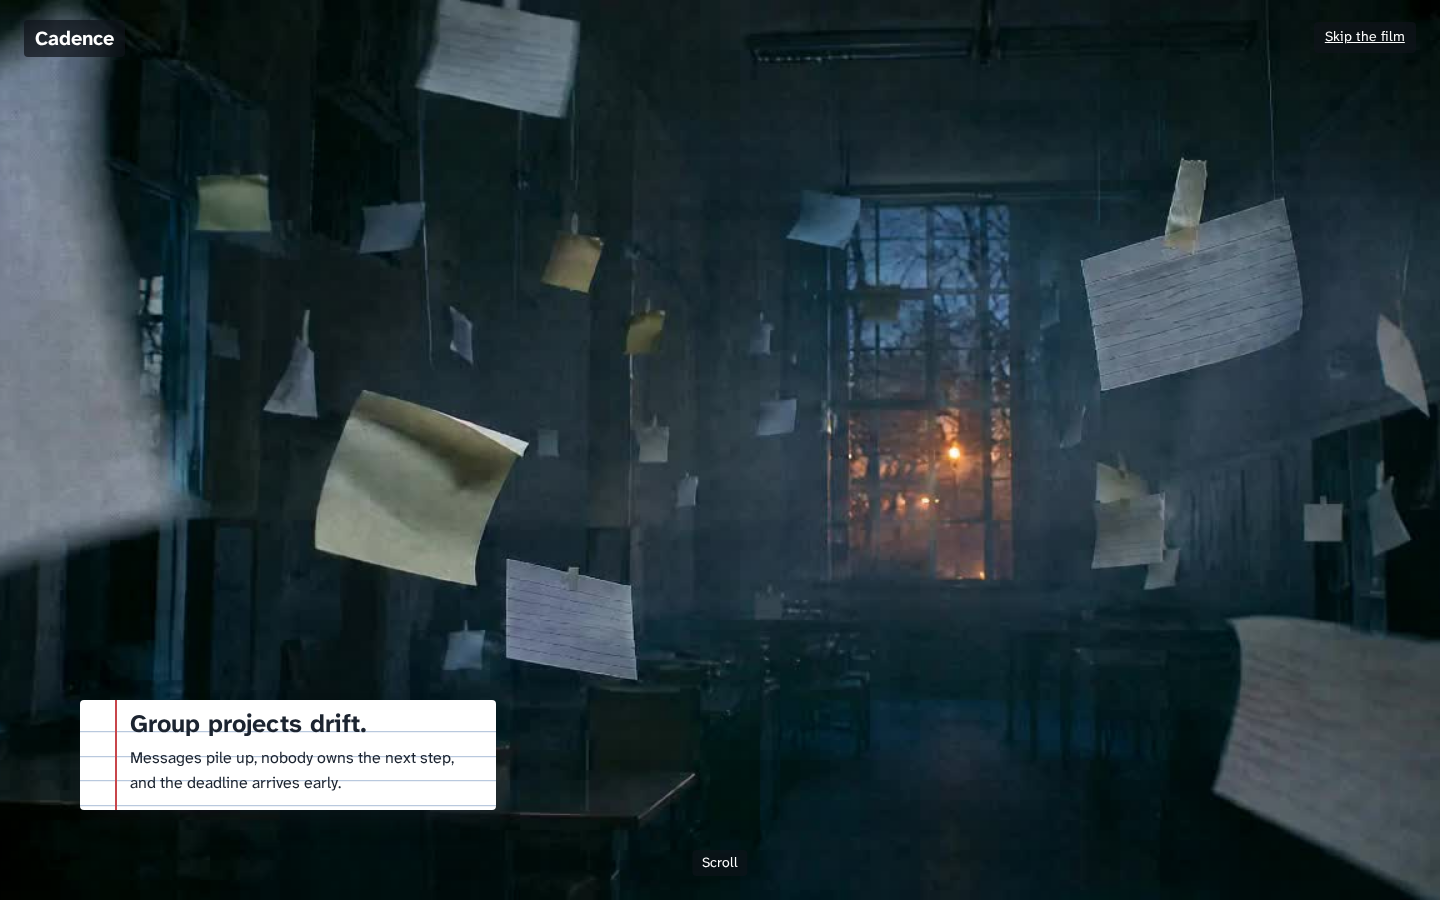 Cadence
Skip the film
Group projects drift.
Messages pile up, nobody owns the next step,
and the deadline arrives early.
Scroll